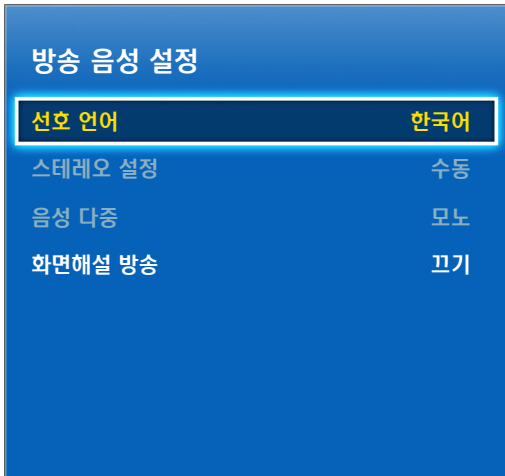 방송 음성 설정
선호 언어 한국어
스테레오 설정 수동
음성 다중 모노
화면해설 방송 끄기